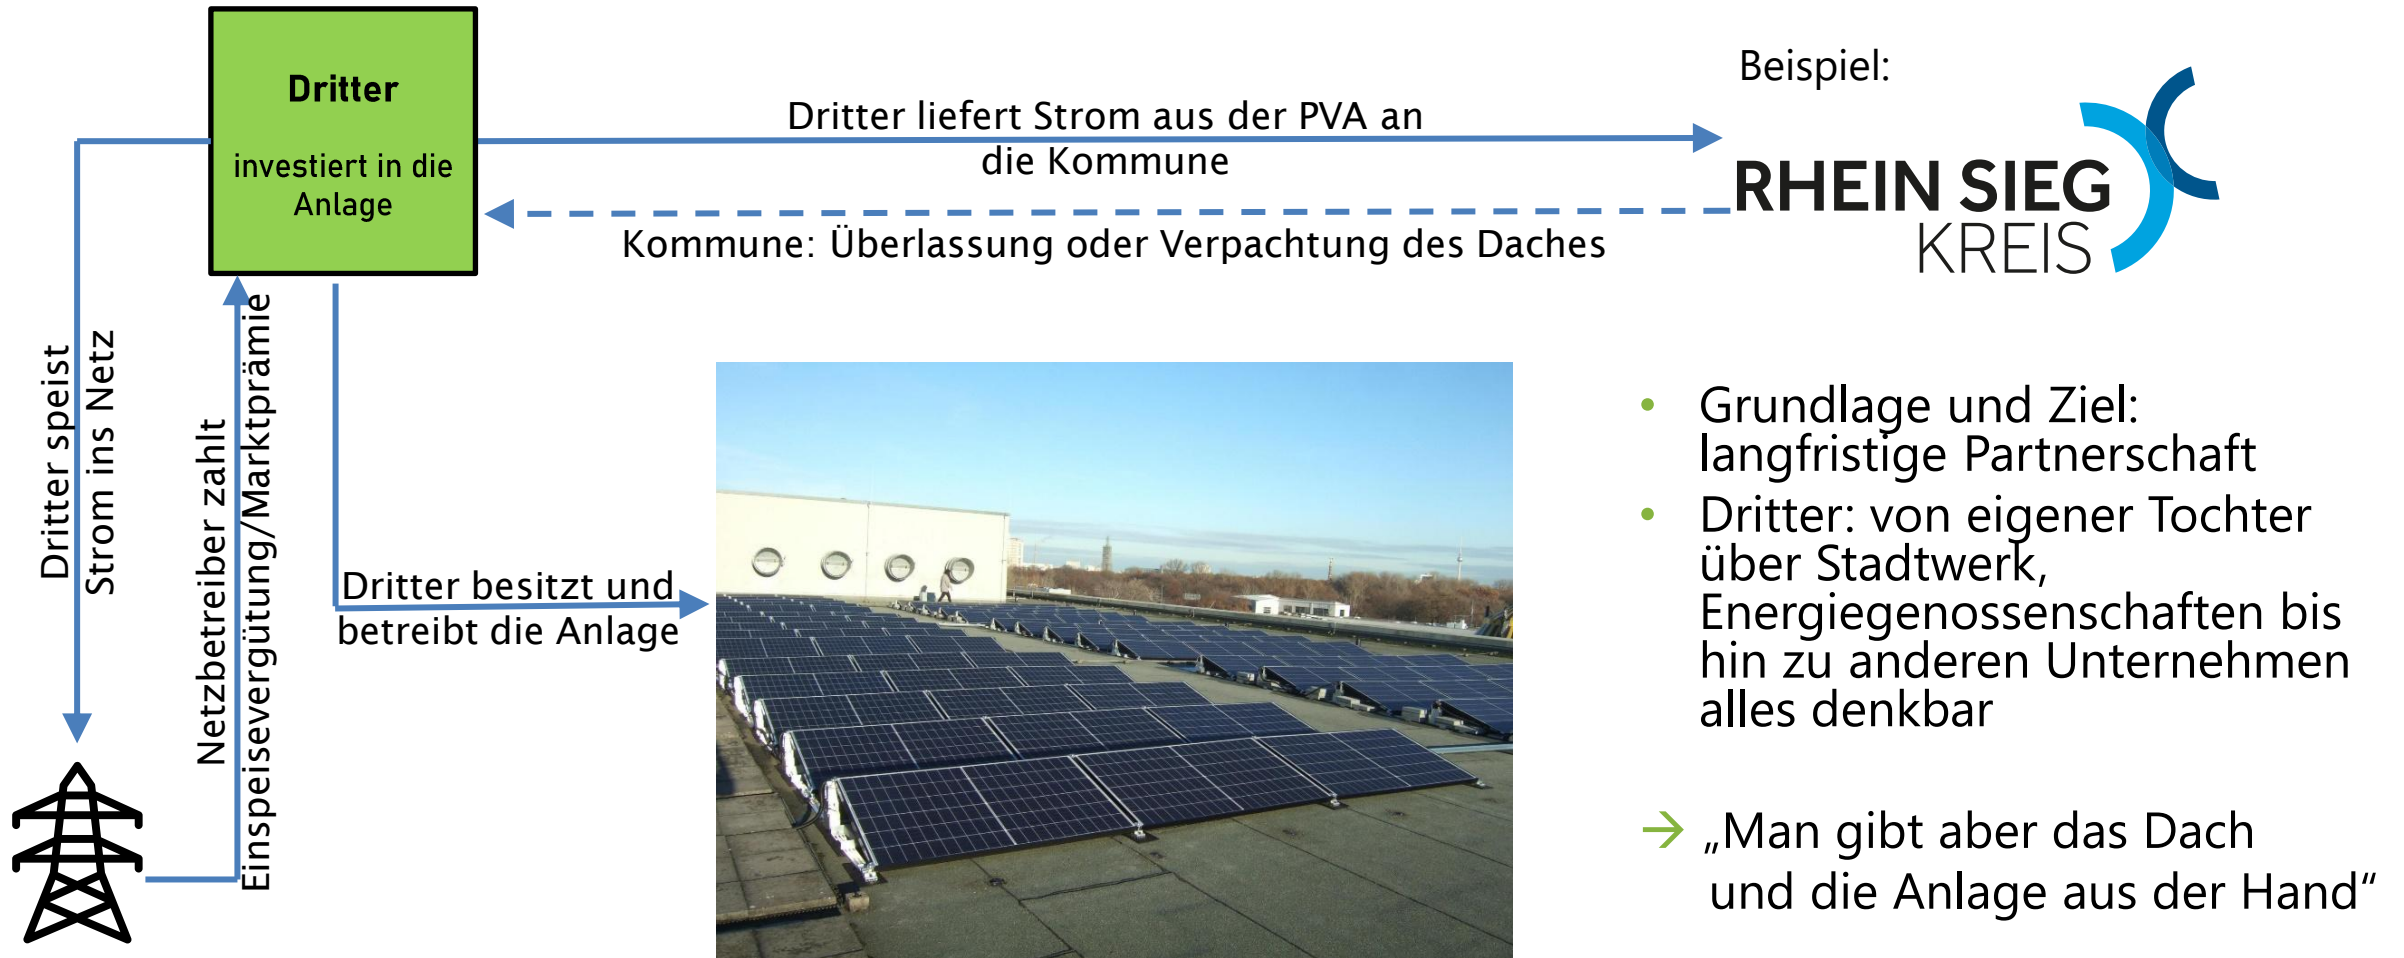 Dritter
investiert in die
Anlage
Dritter liefert Strom aus der PVA an
die Kommune
Kommune: Überlassung oder Verpachtung des Daches
Beispiel:
RHEIN SIEG
KREIS
Dritter speist
Strom ins Netz
Netzbetreiber zahlt
Einspeisevergütung/Marktprämie
Dritter besitzt und
betreibt die Anlage
• Grundlage und Ziel:
langfristige Partnerschaft
• Dritter: von eigener Tochter
über Stadtwerk,
Energiegenossenschaften bis
hin zu anderen Unternehmen
alles denkbar
→ „Man gibt aber das Dach
und die Anlage aus der Hand“